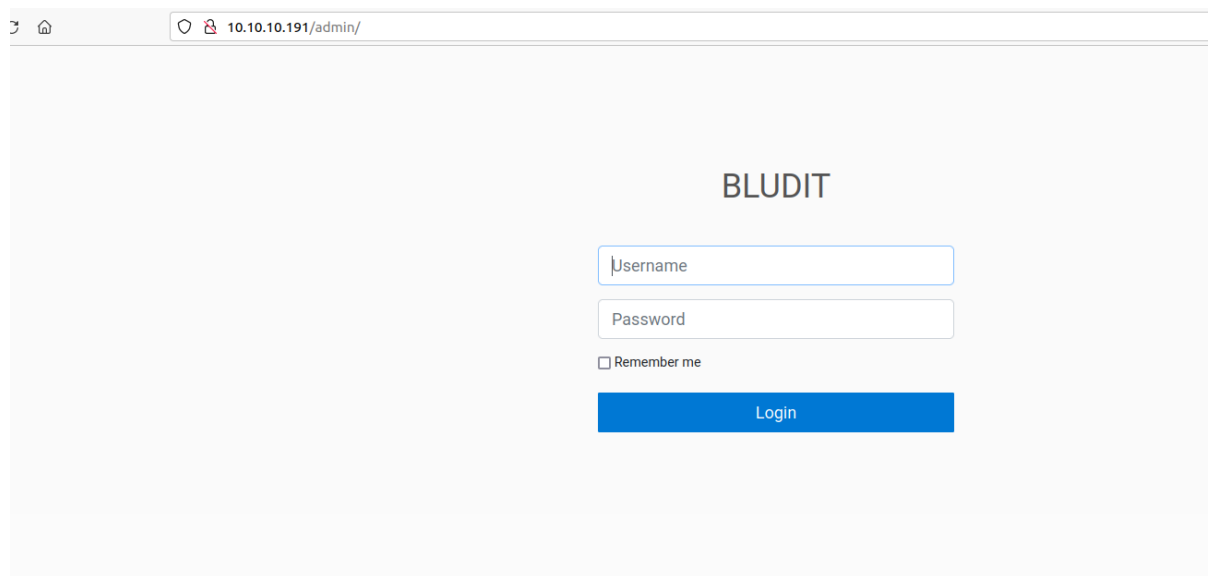 10.10.10.191/admin/
BLUDIT
Username
Password
Remember me
Login